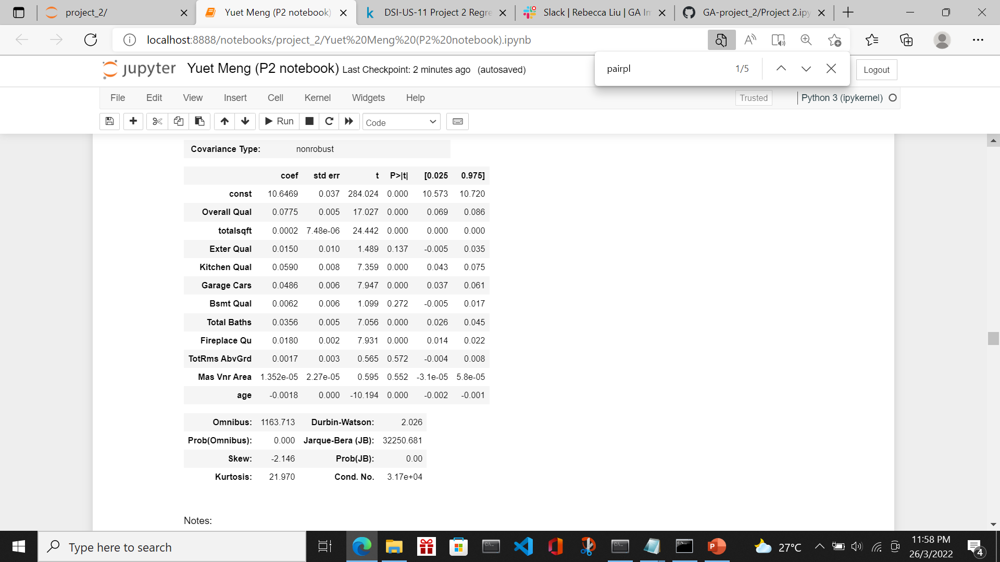 project_2/
Yuet Meng (P2 notebook)
DSI-US-11 Project 2 Regre
Slack | Rebecca Liu | GA Im
GA-project_2/Project 2.ipy
localhost:8888/notebooks/project_2/Yuet%20Meng%20(P2%20notebook).ipynb
pairpl 1/5
jupyter Yuet Meng (P2 notebook) Last Checkpoint: 2 minutes ago (autosaved)
Logout
File Edit View Insert Cell Kernel Widgets Help
Trusted
Python 3 (ipykernel)
Run
Code
Covariance Type: nonrobust
coef std err t P>|t| [0.025 0.975]
const 10.6469 0.037 284.024 0.000 10.573 10.720
Overall Qual 0.0775 0.005 17.027 0.000 0.069 0.086
totalsqft 0.0002 7.48e-06 24.442 0.000 0.000 0.000
Exter Qual 0.0150 0.010 1.489 0.137 -0.005 0.035
Kitchen Qual 0.0590 0.008 7.359 0.000 0.043 0.075
Garage Cars 0.0486 0.006 7.947 0.000 0.037 0.061
Bsmt Qual 0.0062 0.006 1.099 0.272 -0.005 0.017
Total Baths 0.0356 0.005 7.056 0.000 0.026 0.045
Fireplace Qu 0.0180 0.002 7.931 0.000 0.014 0.022
TotRms AbvGrd 0.0017 0.003 0.565 0.572 -0.004 0.008
Mas Vnr Area 1.352e-05 2.27e-05 0.595 0.552 -3.1e-05 5.8e-05
age -0.0018 0.000 -10.194 0.000 -0.002 -0.001
Omnibus: 1163.713 Durbin-Watson: 2.026
Prob(Omnibus): 0.000 Jarque-Bera (JB): 32250.681
Skew: -2.146 Prob(JB): 0.00
Kurtosis: 21.970 Cond. No. 3.17e+04
Notes:
Type here to search
27°C
11:58 PM
26/3/2022
4